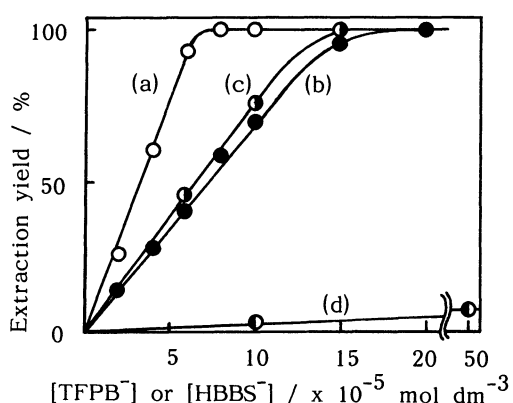 100
(a)
(c)
(b)
50
(d)
0
5 10 15 20 50
Extraction yield / %
[TFPB⁻] or [HBBS⁻] / x 10⁻⁵ mol dm⁻³